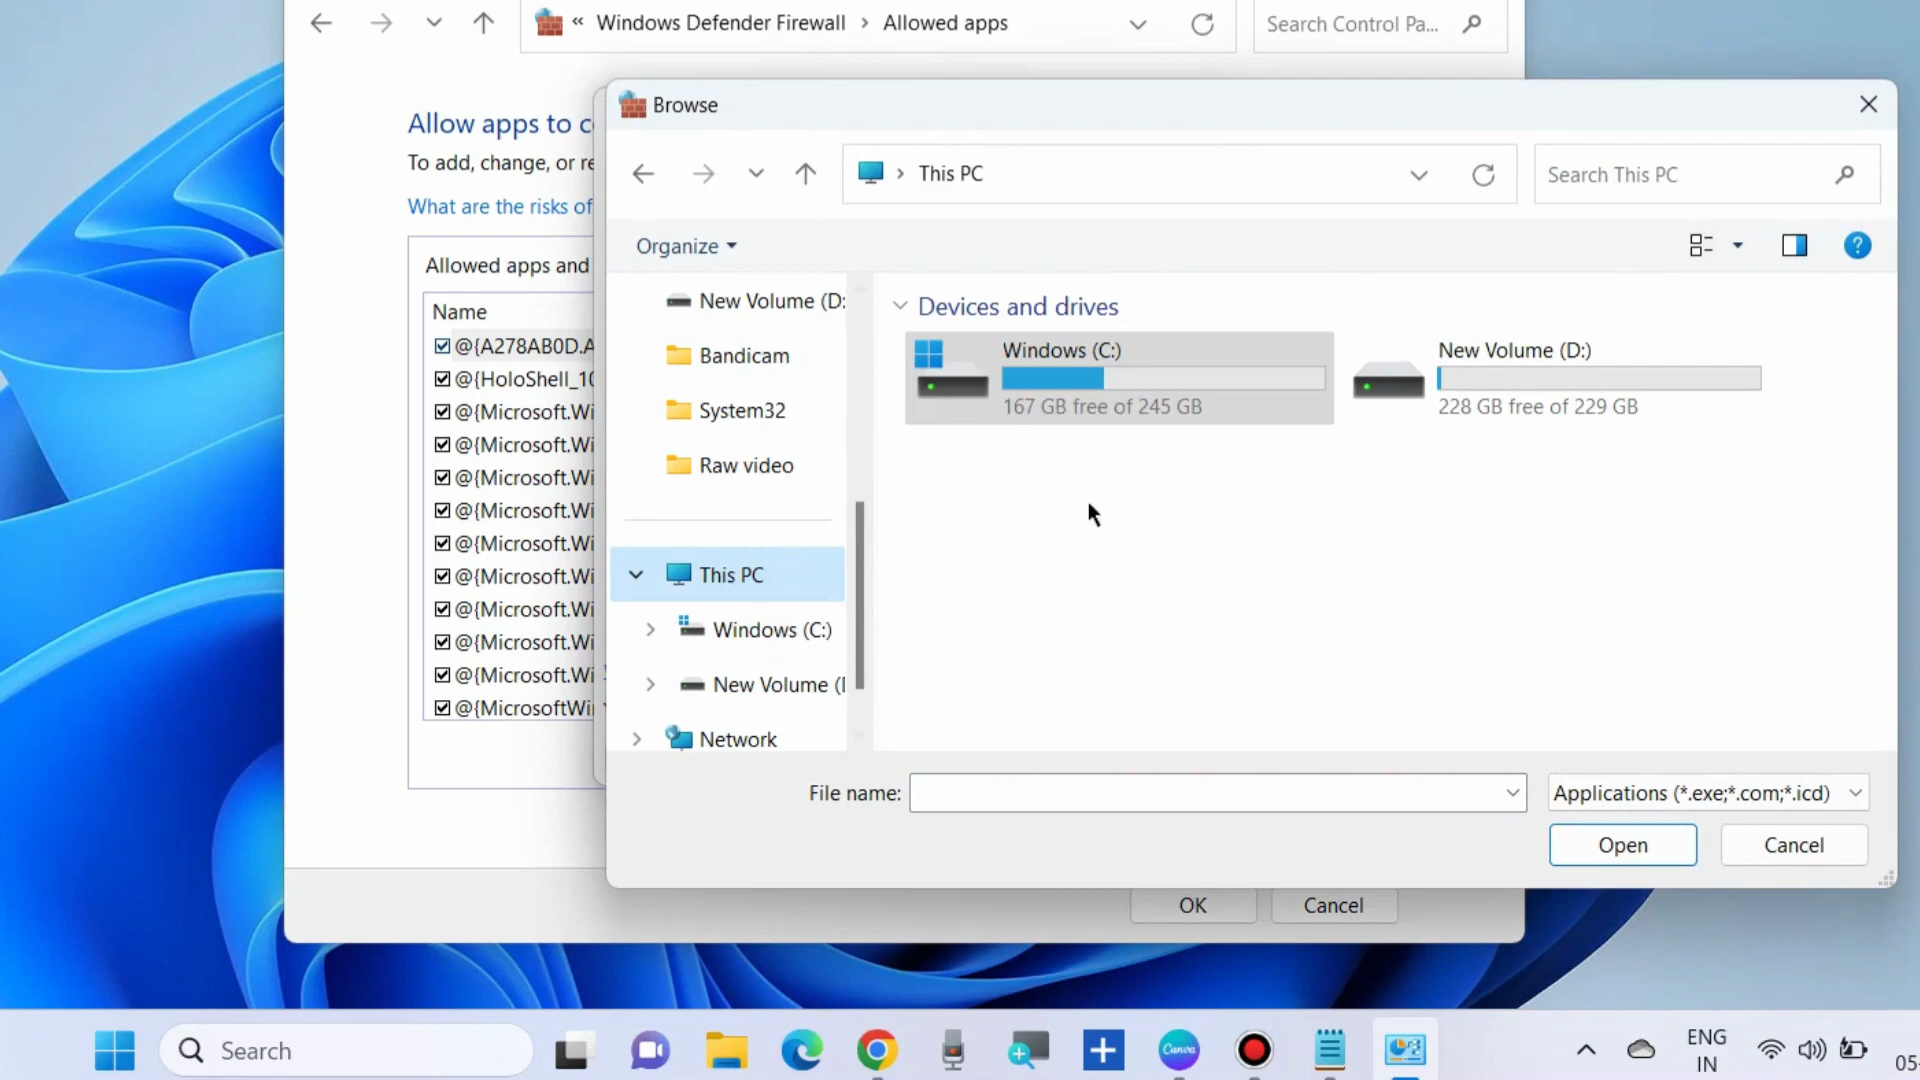 « Windows Defender Firewall > Allowed apps
Search Control Pa...
Allow apps to c
To add, change, or re
What are the risks of
Allowed apps and
Name
@{A278AB0D.A
@{HoloShell_10
@{Microsoft.Wi
@{Microsoft.Wi
@{Microsoft.Wi
@{Microsoft.Wi
@{Microsoft.Wi
@{Microsoft.Wi
@{Microsoft.Wi
@{Microsoft.Wi
@{Microsoft.Wi
@{MicrosoftWin
Browse
> This PC
Search This PC
Organize
New Volume (D:
Bandicam
System32
Raw video
This PC
Windows (C:)
New Volume (
Network
Devices and drives
Windows (C:)
167 GB free of 245 GB
New Volume (D:)
228 GB free of 229 GB
File name:
Applications (*.exe;*.com;*.icd)
Open
Cancel
OK
Cancel
Search
Canva
ENG
IN
05-